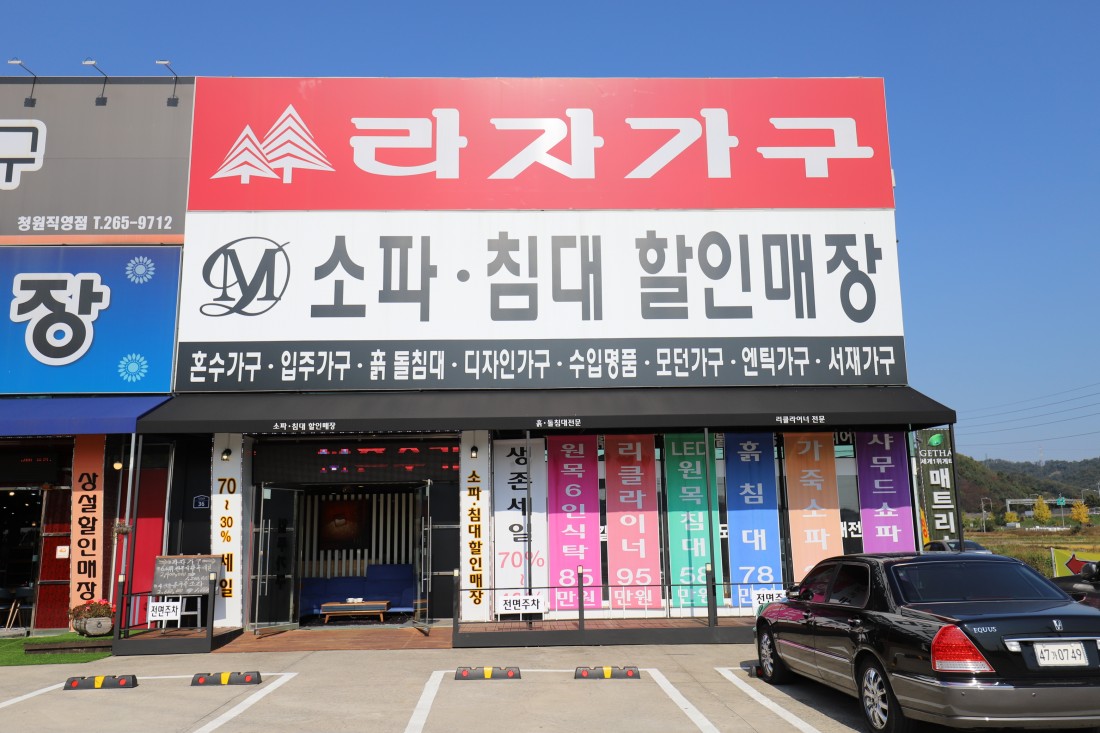 구
청원직영점 T.265-9712
장
라자가구
M
소파·침대 할인매장
혼수가구·입주가구·흙 돌침대·디자인가구·수입명품·모던가구·엔틱가구·서재가구
소파·침대 할인매장
흙·돌침대전문
리클라이너 전문
상설할인매장
70~30% 세일
소파·침대할인매장
생존세일 70%~
원목6인식탁 85만원
리클라이너 95만원
LED원목침대 58만원
흙침대 78만원
가죽소파
샤무드소파
GETHA
매트리
전면주차
전면주차
전면주차
EQUUS
0749